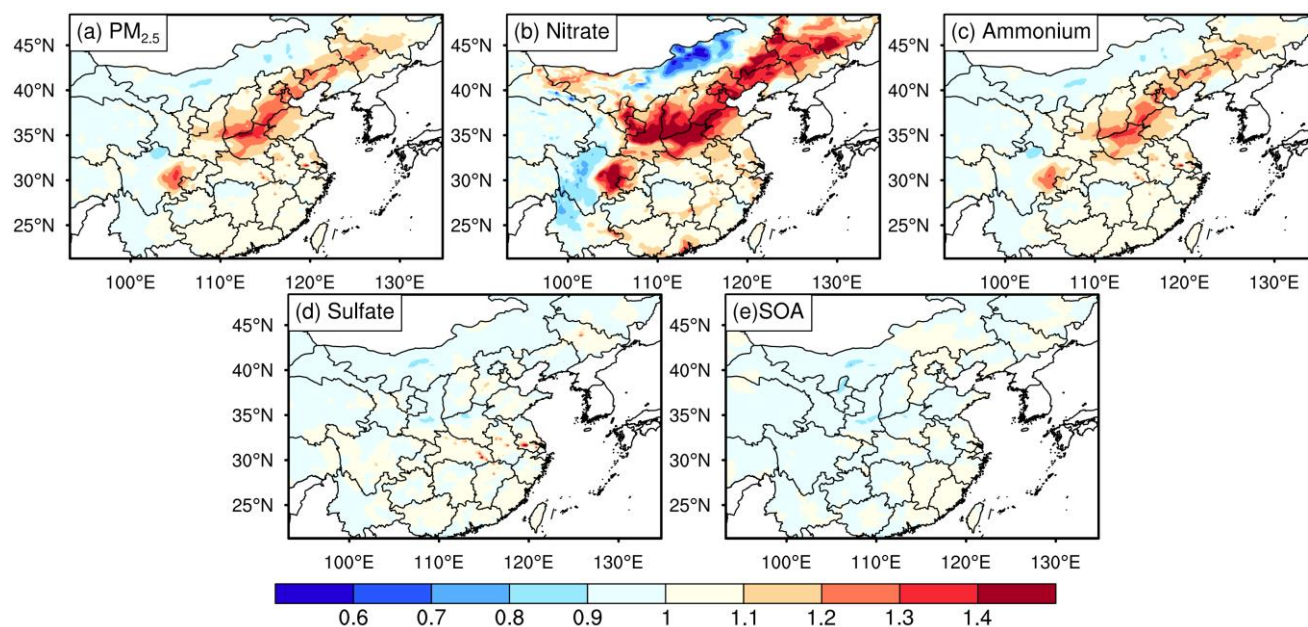 (a) PM2.5
(b) Nitrate
(c) Ammonium
45°N
40°N
35°N
30°N
25°N
45°N
40°N
35°N
30°N
25°N
45°N
40°N
35°N
30°N
25°N
100°E 110°E 120°E 130°E
100°E 110°E 120°E 130°E
100°E 110°E 120°E 130°E
(d) Sulfate
(e)SOA
45°N
40°N
35°N
30°N
25°N
45°N
40°N
35°N
30°N
25°N
100°E 110°E 120°E 130°E
100°E 110°E 120°E 130°E
0.6 0.7 0.8 0.9 1 1.1 1.2 1.3 1.4